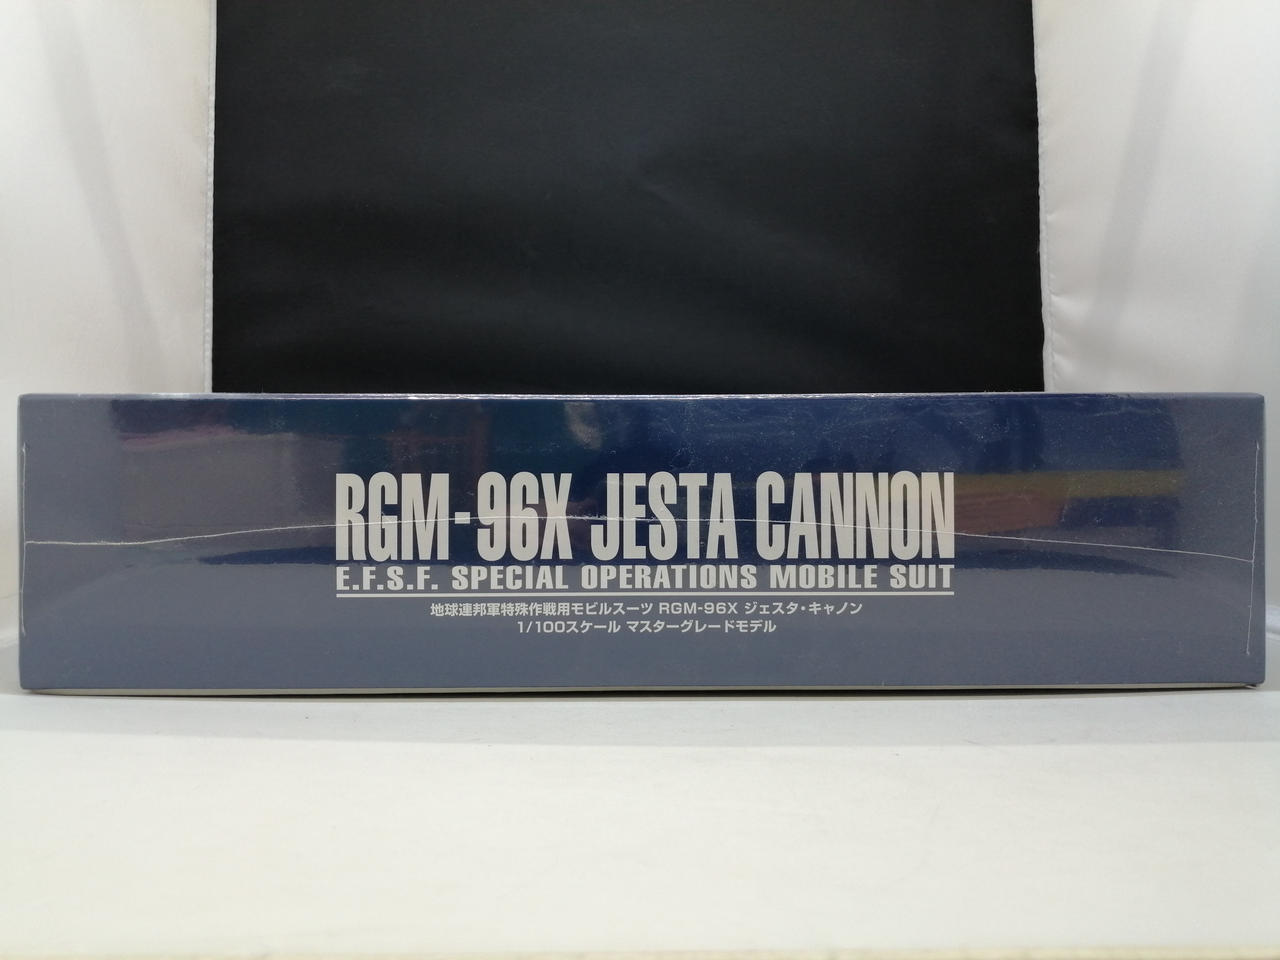 RGM-96X JESTA CANNON
E.F.S.F. SPECIAL OPERATIONS MOBILE SUIT
地球連邦軍特殊作戦用モビルスーツ RGM-96X ジェスタ・キャノン
1/100スケール マスターグレードモデル